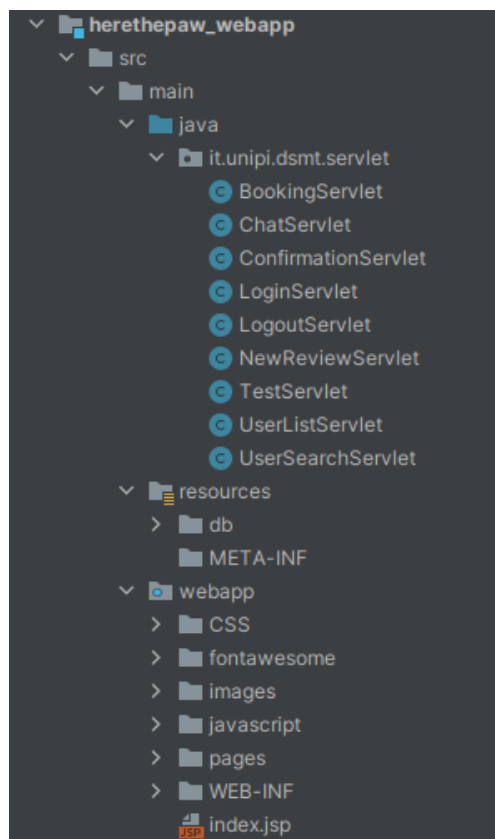 herethepaw_webapp
src
main
java
it.unipi.dsmt.servlet
C BookingServlet
C ChatServlet
C ConfirmationServlet
C LoginServlet
C LogoutServlet
C NewReviewServlet
C TestServlet
C UserListServlet
C UserSearchServlet
resources
db
META-INF
webapp
CSS
fontawesome
images
javascript
pages
WEB-INF
JSP index.jsp